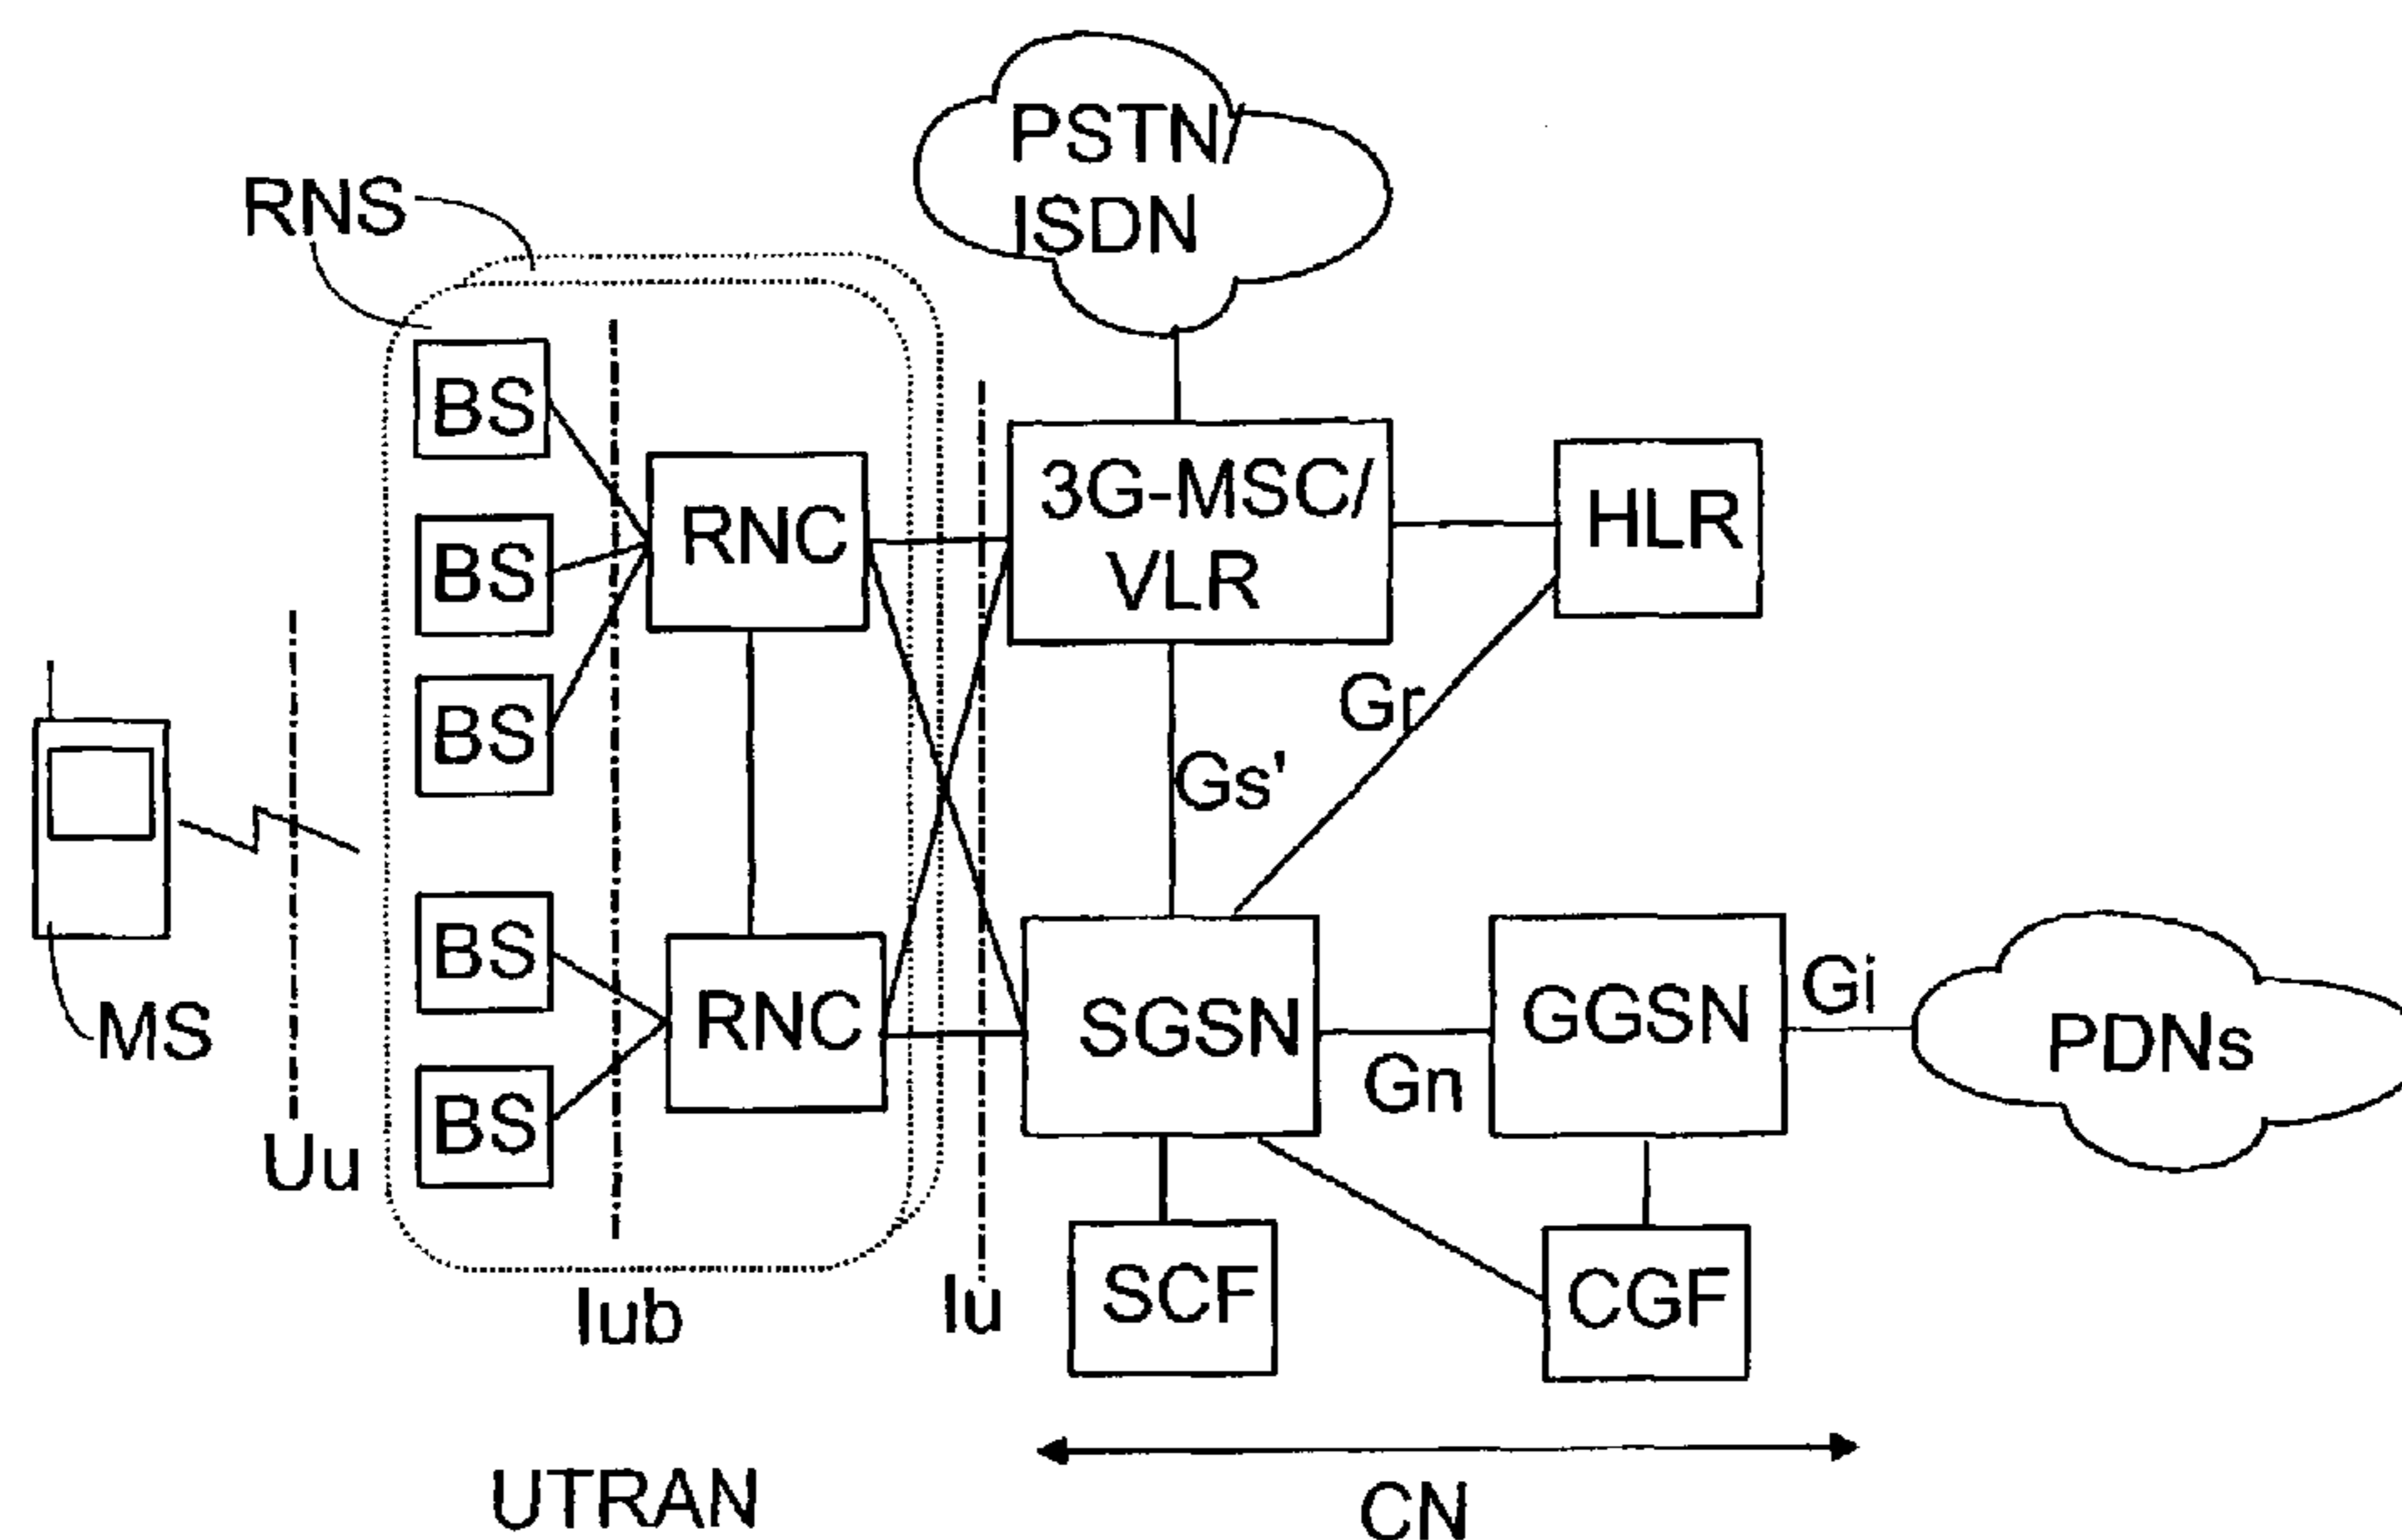 PSTN/
ISDN
RNS
BS
BS
BS
BS
BS
RNC
RNC
3G-MSC/
VLR
HLR
Gr
Gs'
MS
Uu
SGSN
Gn
GGSN
Gi
PDNs
Iub
Iu
SCF
CGF
UTRAN
CN